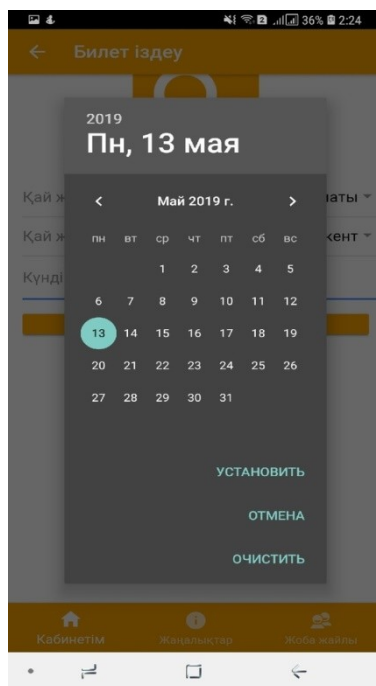 2 36% 2:24
Билет іздеу
2019
Пн, 13 мая
Қай ж
Май 2019 г.
Қай ж
пн вт ср чт пт сб вс
кент
1 2 3 4 5
Күнді
6 7 8 9 10 11 12
13 14 15 16 17 18 19
20 21 22 23 24 25 26
27 28 29 30 31
УСТАНОВИТЬ
ОТМЕНА
ОЧИСТИТЬ
Кабинетім Жаңалықтар Жоба жайлы